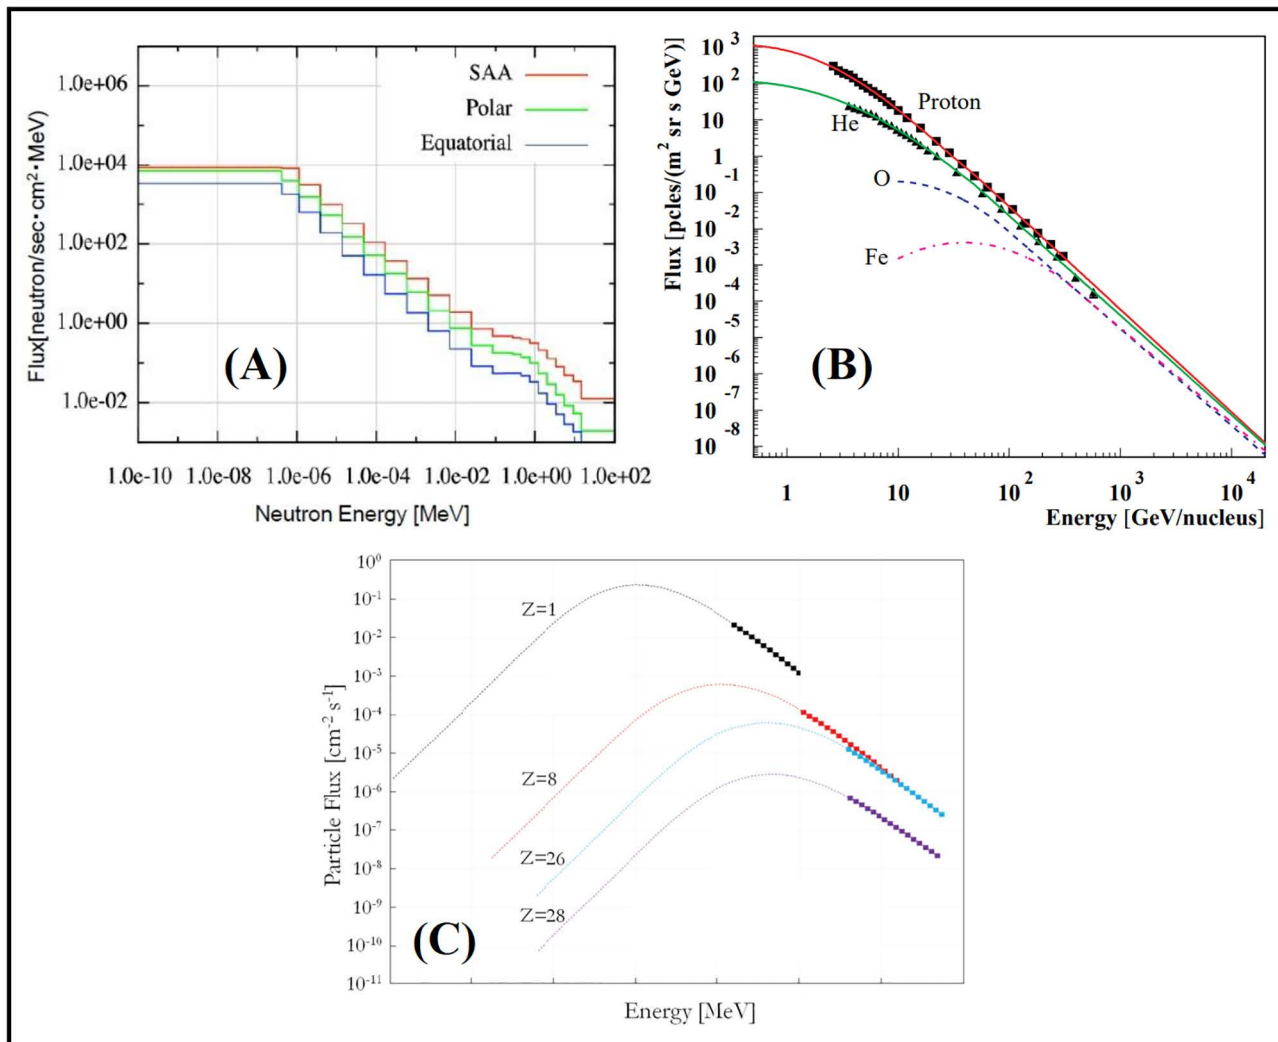 1.0e+06
1.0e+04
1.0e+02
1.0e+00
1.0e-02
Flux[neutron/sec·cm²·MeV]
SAA
Polar
Equatorial
(A)
1.0e-10 1.0e-08 1.0e-06 1.0e-04 1.0e-02 1.0e+00 1.0e+02
Neutron Energy [MeV]
Flux [pcles/(m² sr s GeV)]
10³
10²
10
1
-1
10
-2
10
-3
10
-4
10
-5
10
-6
10
-7
10
-8
10
Proton
He
O
Fe
(B)
1 10 10² 10³ 10⁴
Energy [GeV/nucleus]
Particle Flux [cm⁻² s⁻¹]
10⁰
10⁻¹
10⁻²
10⁻³
10⁻⁴
10⁻⁵
10⁻⁶
10⁻⁷
10⁻⁸
10⁻⁹
10⁻¹⁰
10⁻¹¹
Z=1
Z=8
Z=26
Z=28
(C)
Energy [MeV]